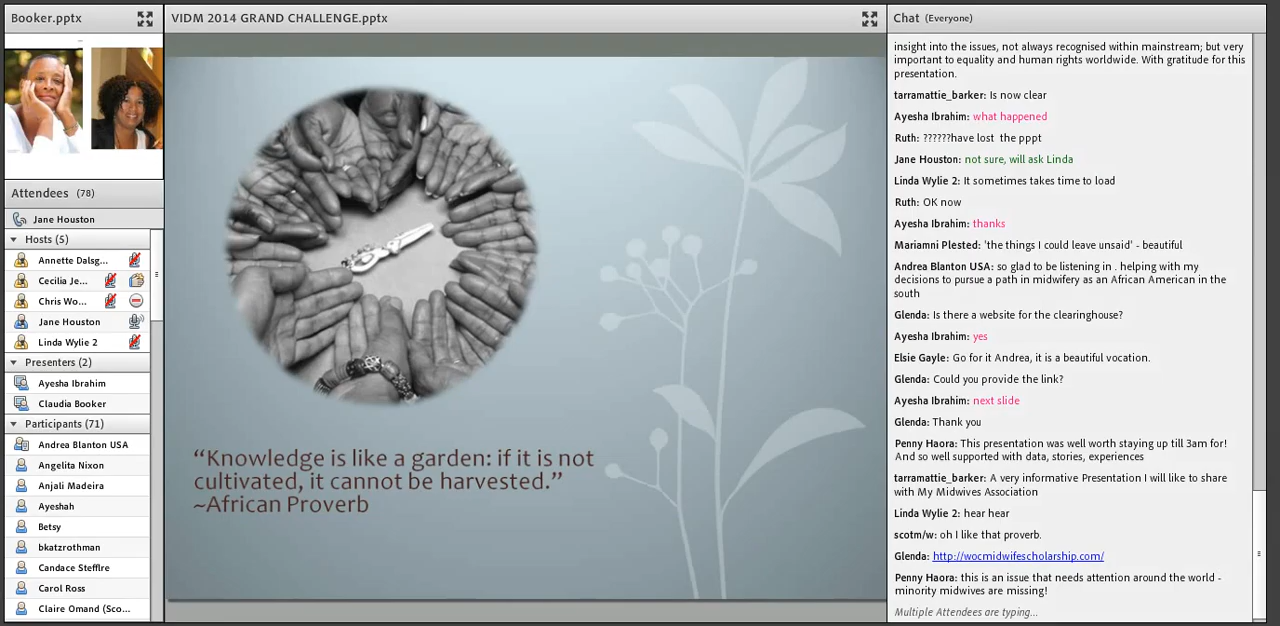 Booker.pptx
Attendees (78)
Jane Houston
Hosts (5)
Annette Dalsg...
Cecilia Je...
Chris Wo...
Jane Houston
Linda Wylie 2
Presenters (2)
Ayesha Ibrahim
Claudia Booker
Participants (71)
Andrea Blanton USA
Angelita Nixon
Anjali Madeira
Ayeshah
Betsy
bkatzrothman
Candace Steffire
Carol Ross
Claire Omand (Sco...
VIDM 2014 GRAND CHALLENGE.pptx
“Knowledge is like a garden: if it is not
cultivated, it cannot be harvested.”
~African Proverb
Chat (Everyone)
insight into the issues, not always recognised within mainstream; but very
important to equality and human rights worldwide. With gratitude for this
presentation.
tarramattie_barker: Is now clear
Ayesha Ibrahim: what happened
Ruth: ??????have lost the pppt
Jane Houston: not sure, will ask Linda
Linda Wylie 2: It sometimes takes time to load
Ruth: OK now
Ayesha Ibrahim: thanks
Mariamni Plested: 'the things I could leave unsaid' - beautiful
Andrea Blanton USA: so glad to be listening in . helping with my
decisions to pursue a path in midwifery as an African American in the
south
Glenda: Is there a website for the clearinghouse?
Ayesha Ibrahim: yes
Elsie Gayle: Go for it Andrea, it is a beautiful vocation.
Glenda: Could you provide the link?
Ayesha Ibrahim: next slide
Glenda: Thank you
Penny Haora: This presentation was well worth staying up till 3am for!
And so well supported with data, stories, experiences
tarramattie_barker: A very informative Presentation I will like to share
with My Midwives Association
Linda Wylie 2: hear hear
scotm/w: oh I like that proverb.
Glenda: http://wocmidwifescholarship.com/
Penny Haora: this is an issue that needs attention around the world -
minority midwives are missing!
Multiple Attendees are typing...